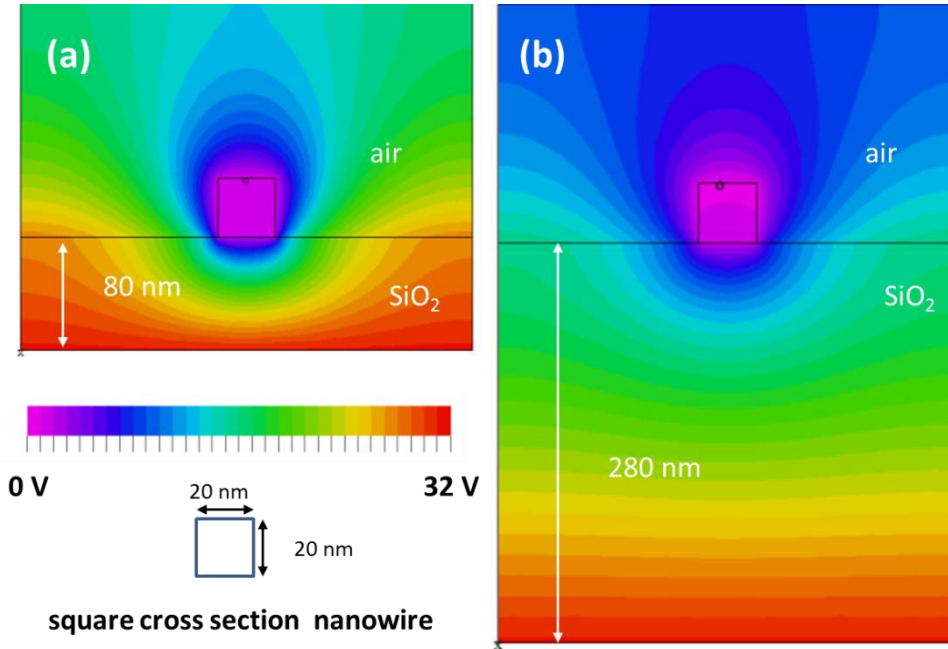 (a)
air
80 nm
SiO₂
(b)
air
SiO₂
280 nm
0 V
32 V
20 nm
20 nm
square cross section nanowire